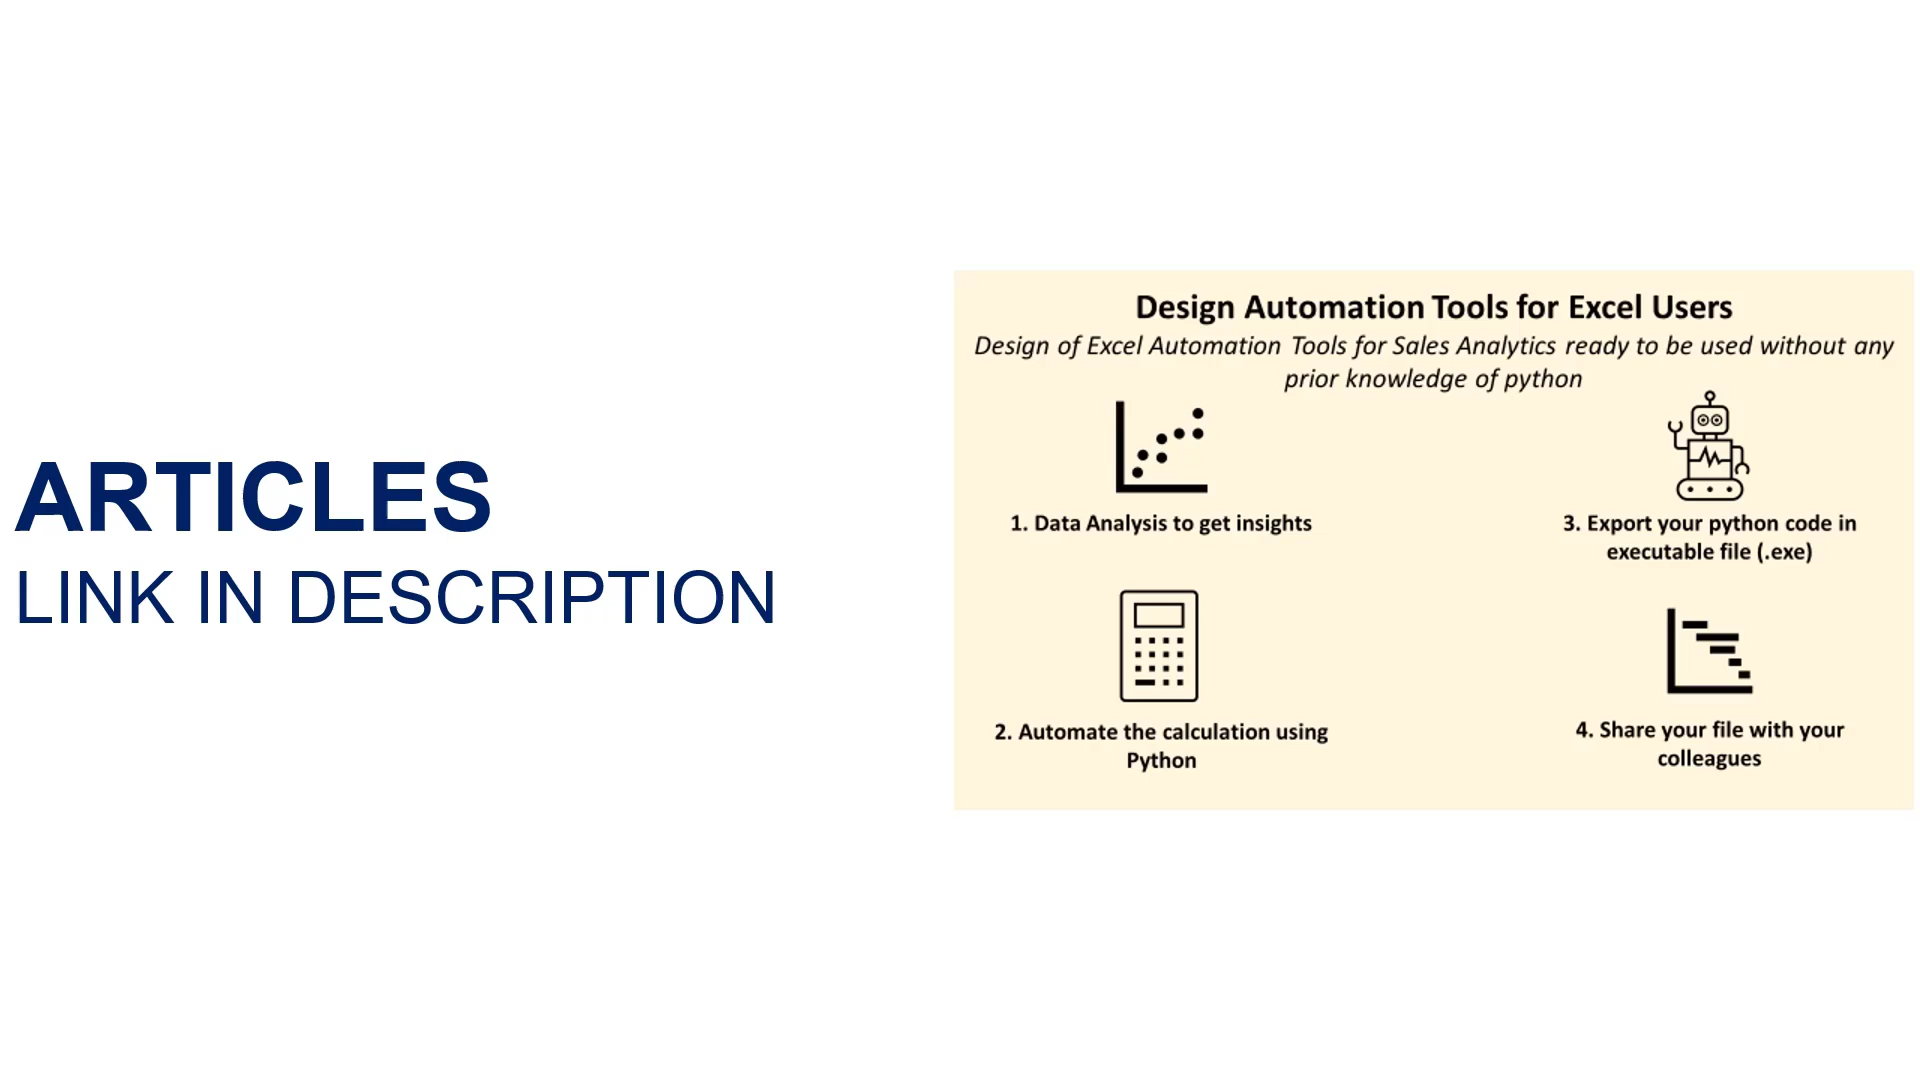 ARTICLES
LINK IN DESCRIPTION
Design Automation Tools for Excel Users
Design of Excel Automation Tools for Sales Analytics ready to be used without any
prior knowledge of python
1. Data Analysis to get insights
2. Automate the calculation using
Python
3. Export your python code in
executable file (.exe)
4. Share your file with your
colleagues